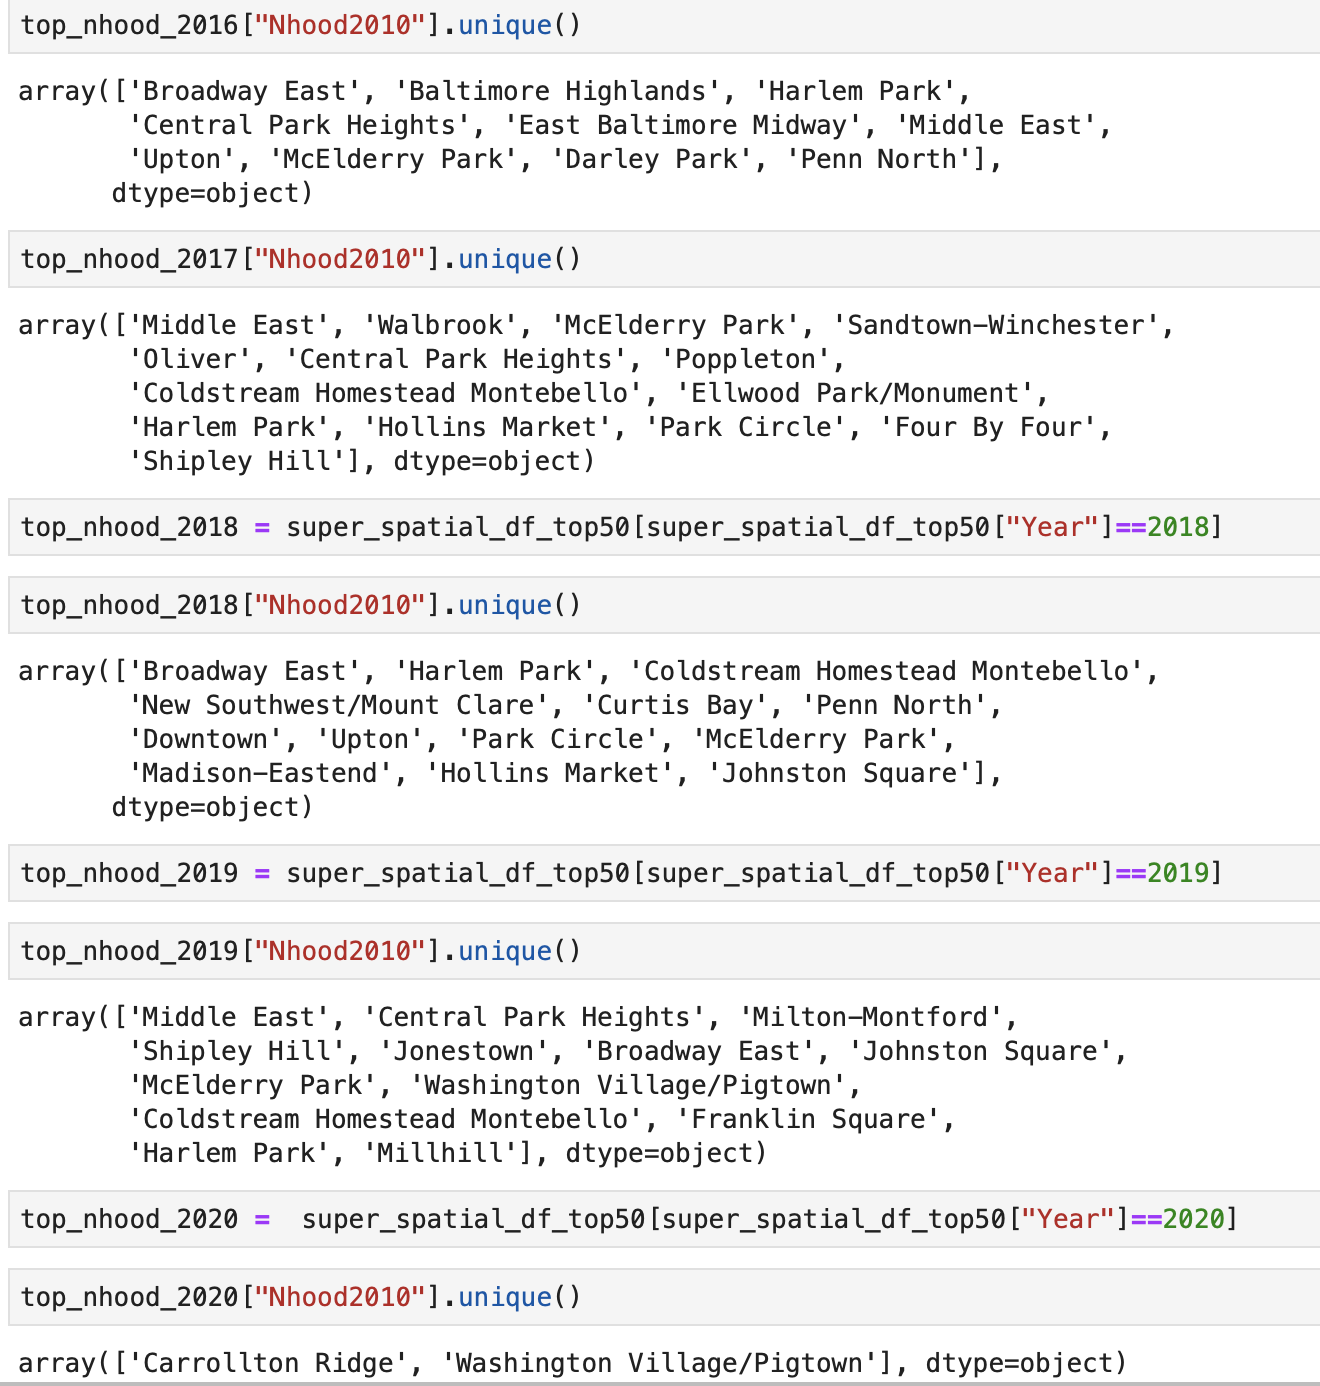 top_nhood_2016["Nhood2010"].unique()
array(['Broadway East', 'Baltimore Highlands', 'Harlem Park',
'Central Park Heights', 'East Baltimore Midway', 'Middle East',
'Upton', 'McElderry Park', 'Darley Park', 'Penn North'],
dtype=object)
top_nhood_2017["Nhood2010"].unique()
array(['Middle East', 'Walbrook', 'McElderry Park', 'Sandtown-Winchester',
'Oliver', 'Central Park Heights', 'Poppleton',
'Coldstream Homestead Montebello', 'Ellwood Park/Monument',
'Harlem Park', 'Hollins Market', 'Park Circle', 'Four By Four',
'Shipley Hill'], dtype=object)
top_nhood_2018 = super_spatial_df_top50[super_spatial_df_top50["Year"]==2018]
top_nhood_2018["Nhood2010"].unique()
array(['Broadway East', 'Harlem Park', 'Coldstream Homestead Montebello',
'New Southwest/Mount Clare', 'Curtis Bay', 'Penn North',
'Downtown', 'Upton', 'Park Circle', 'McElderry Park',
'Madison-Eastend', 'Hollins Market', 'Johnston Square'],
dtype=object)
top_nhood_2019 = super_spatial_df_top50[super_spatial_df_top50["Year"]==2019]
top_nhood_2019["Nhood2010"].unique()
array(['Middle East', 'Central Park Heights', 'Milton-Montford',
'Shipley Hill', 'Jonestown', 'Broadway East', 'Johnston Square',
'McElderry Park', 'Washington Village/Pigtown',
'Coldstream Homestead Montebello', 'Franklin Square',
'Harlem Park', 'Millhill'], dtype=object)
top_nhood_2020 =  super_spatial_df_top50[super_spatial_df_top50["Year"]==2020]
top_nhood_2020["Nhood2010"].unique()
array(['Carrollton Ridge', 'Washington Village/Pigtown'], dtype=object)